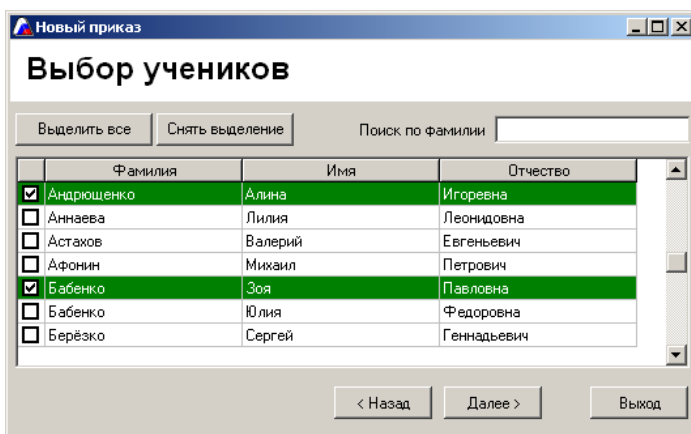 Новый приказ
Выбор учеников
Выделить все Снять выделение Поиск по фамилии
Фамилия Имя Отчество
Андрющенко Алина Игоревна
Аннаева Лилия Леонидовна
Астахов Валерий Евгеньевич
Афонин Михаил Петрович
Бабенко Зоя Павловна
Бабенко Юлия Федоровна
Берёзко Сергей Геннадьевич
< Назад Далее > Выход